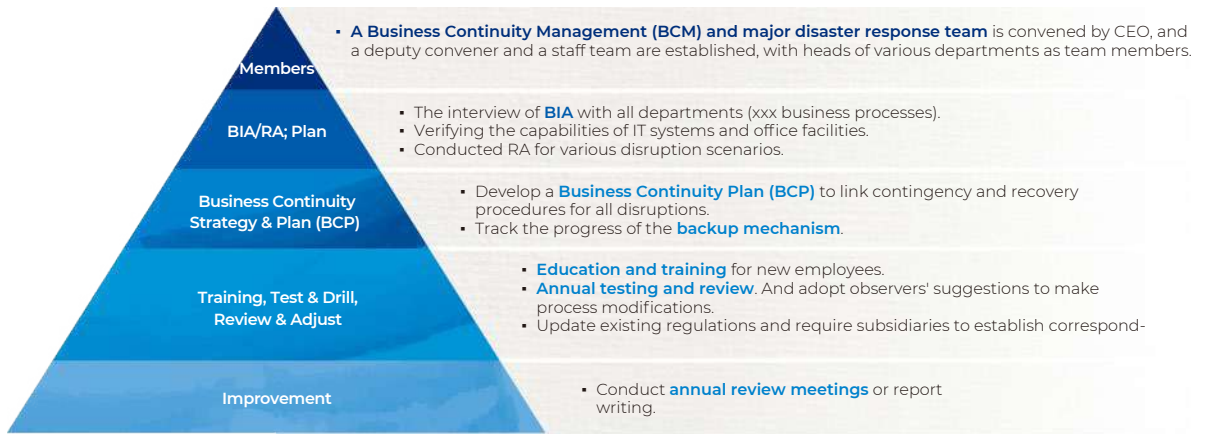 Members
▪ A Business Continuity Management (BCM) and major disaster response team is convened by CEO, and
a deputy convener and a staff team are established, with heads of various departments as team members.
BIA/RA; Plan
▪ The interview of BIA with all departments (xxx business processes).
▪ Verifying the capabilities of IT systems and office facilities.
▪ Conducted RA for various disruption scenarios.
Business Continuity
Strategy & Plan (BCP)
▪ Develop a Business Continuity Plan (BCP) to link contingency and recovery
procedures for all disruptions.
▪ Track the progress of the backup mechanism.
Training, Test & Drill,
Review & Adjust
▪ Education and training for new employees.
▪ Annual testing and review. And adopt observers' suggestions to make
process modifications.
▪ Update existing regulations and require subsidiaries to establish correspond-
Improvement
▪ Conduct annual review meetings or report
writing.